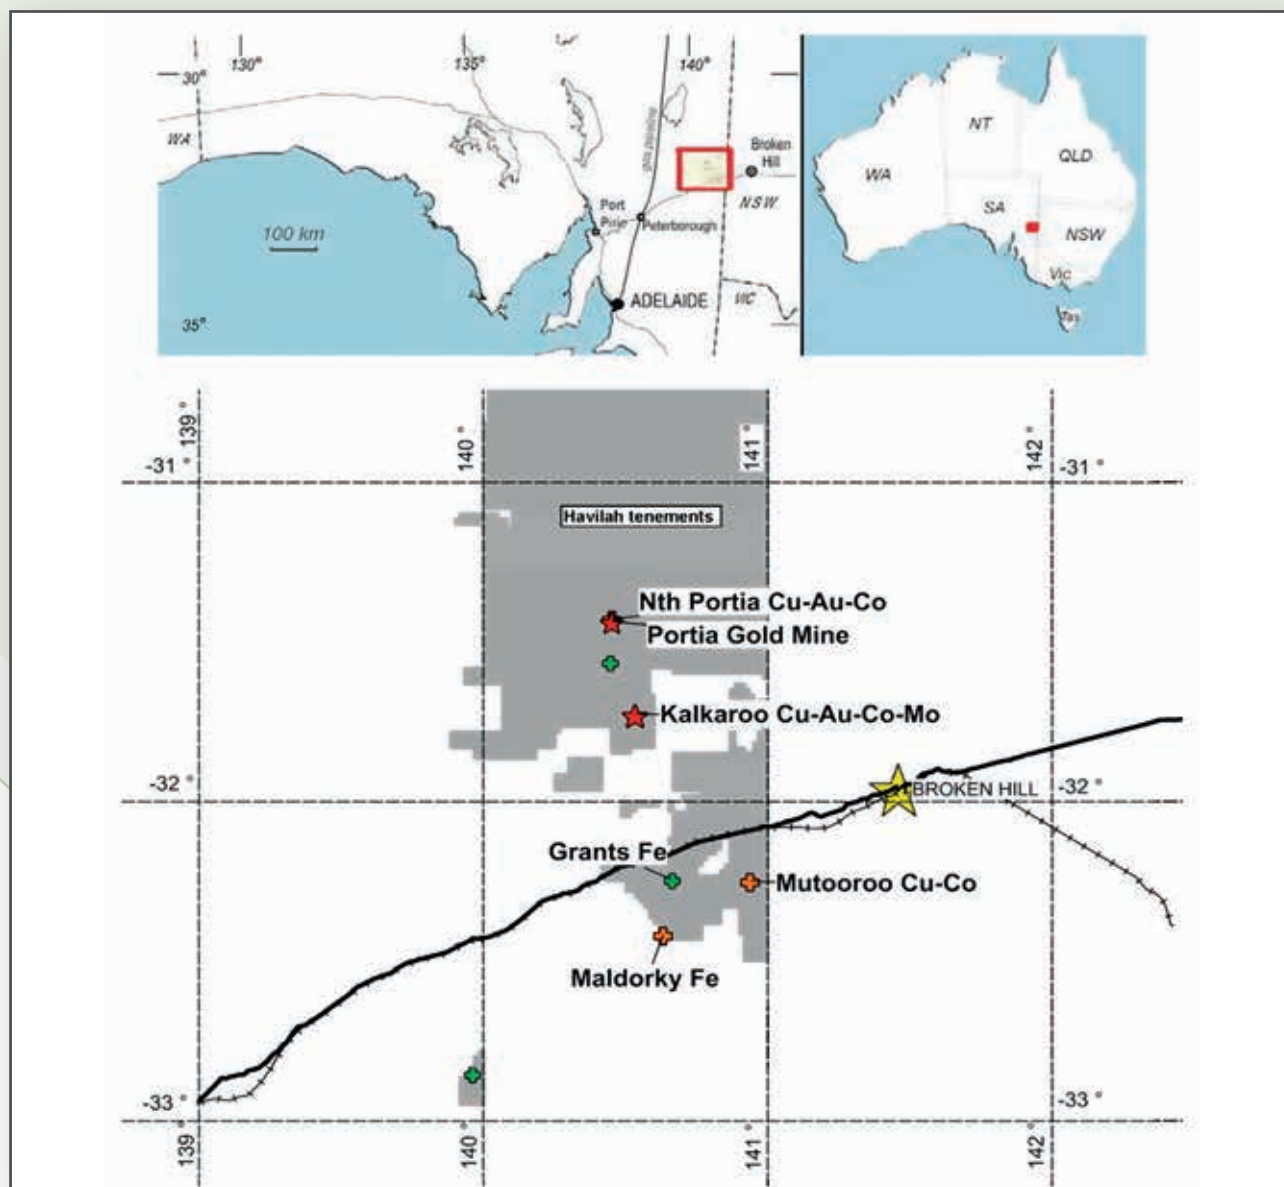 130°
135°
140°
30°
WA
gas pipeline
Broken
Hill
NSW
Port
Pirie
Peterborough
100 km
ADELAIDE
VIC
35°
NT
QLD
WA
SA
NSW
Vic
Tas
139°
140°
141°
142°
-31°
-31°
Havilah tenements
Nth Portia Cu-Au-Co
Portia Gold Mine
Kalkaroo Cu-Au-Co-Mo
-32°
BROKEN HILL
-32°
Grants Fe
Mutooroo Cu-Co
Maldorky Fe
-33°
-33°
139°
140°
141°
142°